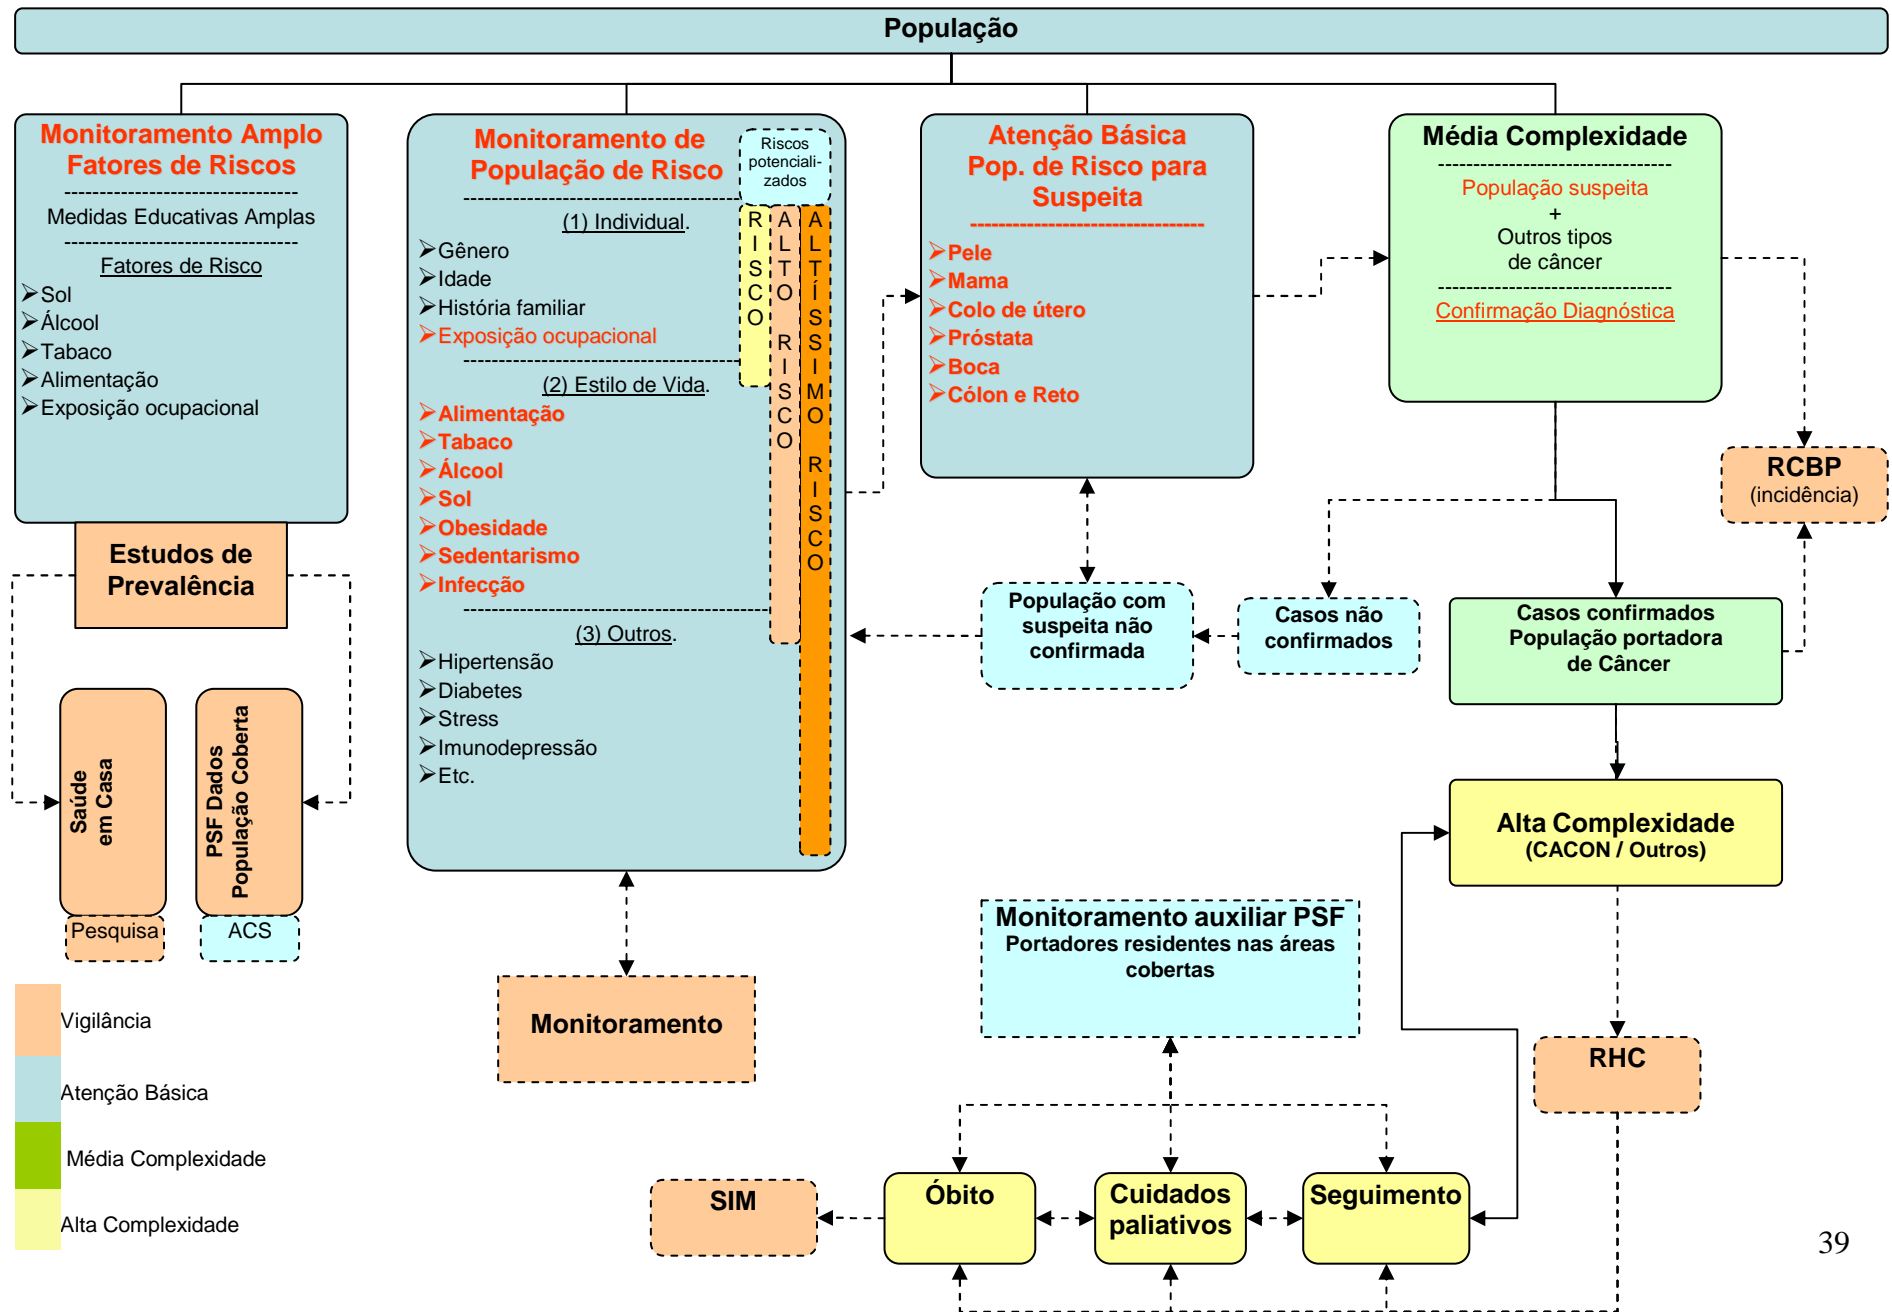 População
Monitoramento Amplo
Fatores de Riscos
Medidas Educativas Amplas
Fatores de Risco
Sol
Álcool
Tabaco
Alimentação
Exposição ocupacional
Estudos de
Prevalência
Saúde
em Casa
Pesquisa
PSF Dados
População Coberta
ACS
Monitoramento de
População de Risco
Riscos
potenciali-
zados
(1) Individual.
Gênero
Idade
História familiar
Exposição ocupacional
(2) Estilo de Vida.
Alimentação
Tabaco
Álcool
Sol
Obesidade
Sedentarismo
Infecção
(3) Outros.
Hipertensão
Diabetes
Stress
Imunodepressão
Etc.
RISCO
ALTO RISCO
ALTÍSSIMO RISCO
Monitoramento
Atenção Básica
Pop. de Risco para
Suspeita
Pele
Mama
Colo de útero
Próstata
Boca
Cólon e Reto
População com
suspeita não
confirmada
Casos não
confirmados
Média Complexidade
População suspeita
+
Outros tipos
de câncer
Confirmação Diagnóstica
RCBP
(incidência)
Casos confirmados
População portadora
de Câncer
Alta Complexidade
(CACON / Outros)
RHC
Monitoramento auxiliar PSF
Portadores residentes nas áreas
cobertas
SIM
Óbito
Cuidados
paliativos
Seguimento
Vigilância
Atenção Básica
Média Complexidade
Alta Complexidade
39